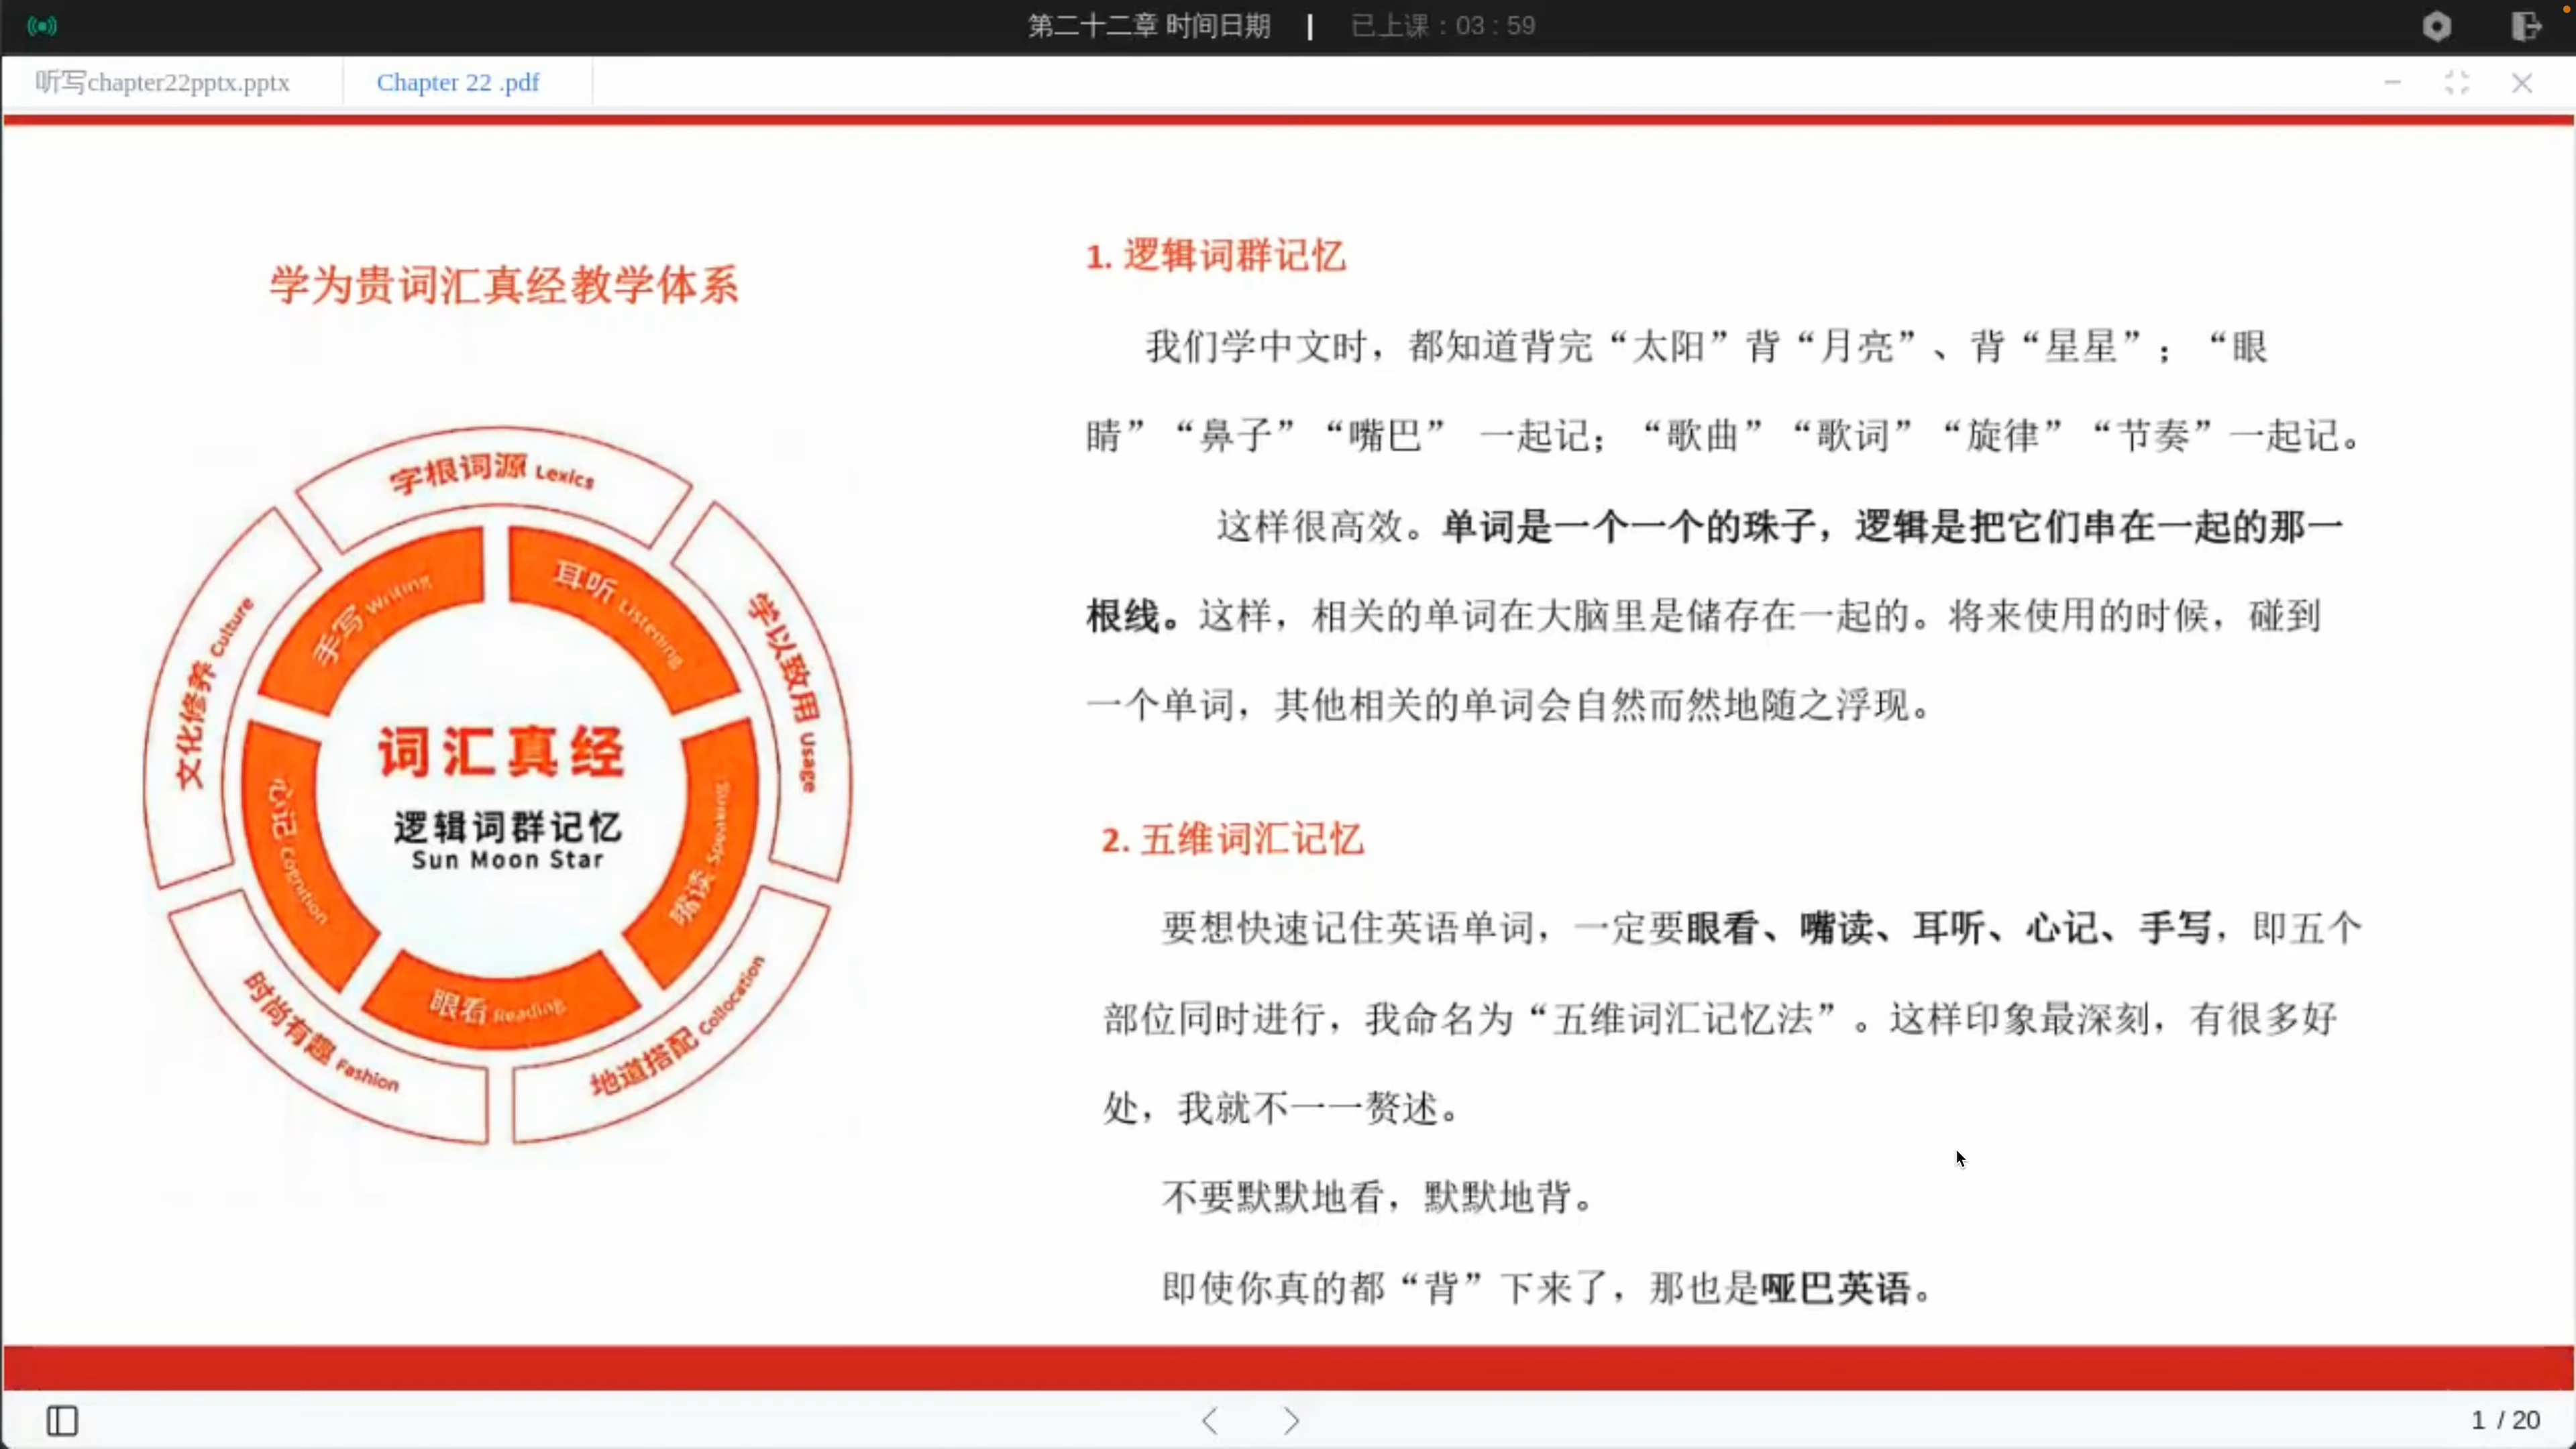 第二十二章 时间日期 | 已上课：03 : 59
听写chapter22pptx.pptx
Chapter 22 .pdf
学为贵词汇真经教学体系
字根词源 Lexics
学以致用 Usage
地道搭配 Collocation
时尚有趣 Fashion
文化修养 Culture
手写 Writing
耳听 Listening
嘴读 Speaking
眼看 Reading
心记 Cognition
词汇真经
逻辑词群记忆
Sun Moon Star
1. 逻辑词群记忆
我们学中文时，都知道背完“太阳”背“月亮”、背“星星”；“眼
睛”“鼻子”“嘴巴” 一起记；“歌曲”“歌词”“旋律”“节奏”一起记。
这样很高效。单词是一个一个的珠子，逻辑是把它们串在一起的那一
根线。这样，相关的单词在大脑里是储存在一起的。将来使用的时候，碰到
一个单词，其他相关的单词会自然而然地随之浮现。
2. 五维词汇记忆
要想快速记住英语单词，一定要眼看、嘴读、耳听、心记、手写，即五个
部位同时进行，我命名为“五维词汇记忆法”。这样印象最深刻，有很多好
处，我就不一一赘述。
不要默默地看，默默地背。
即使你真的都“背”下来了，那也是哑巴英语。
1 / 20